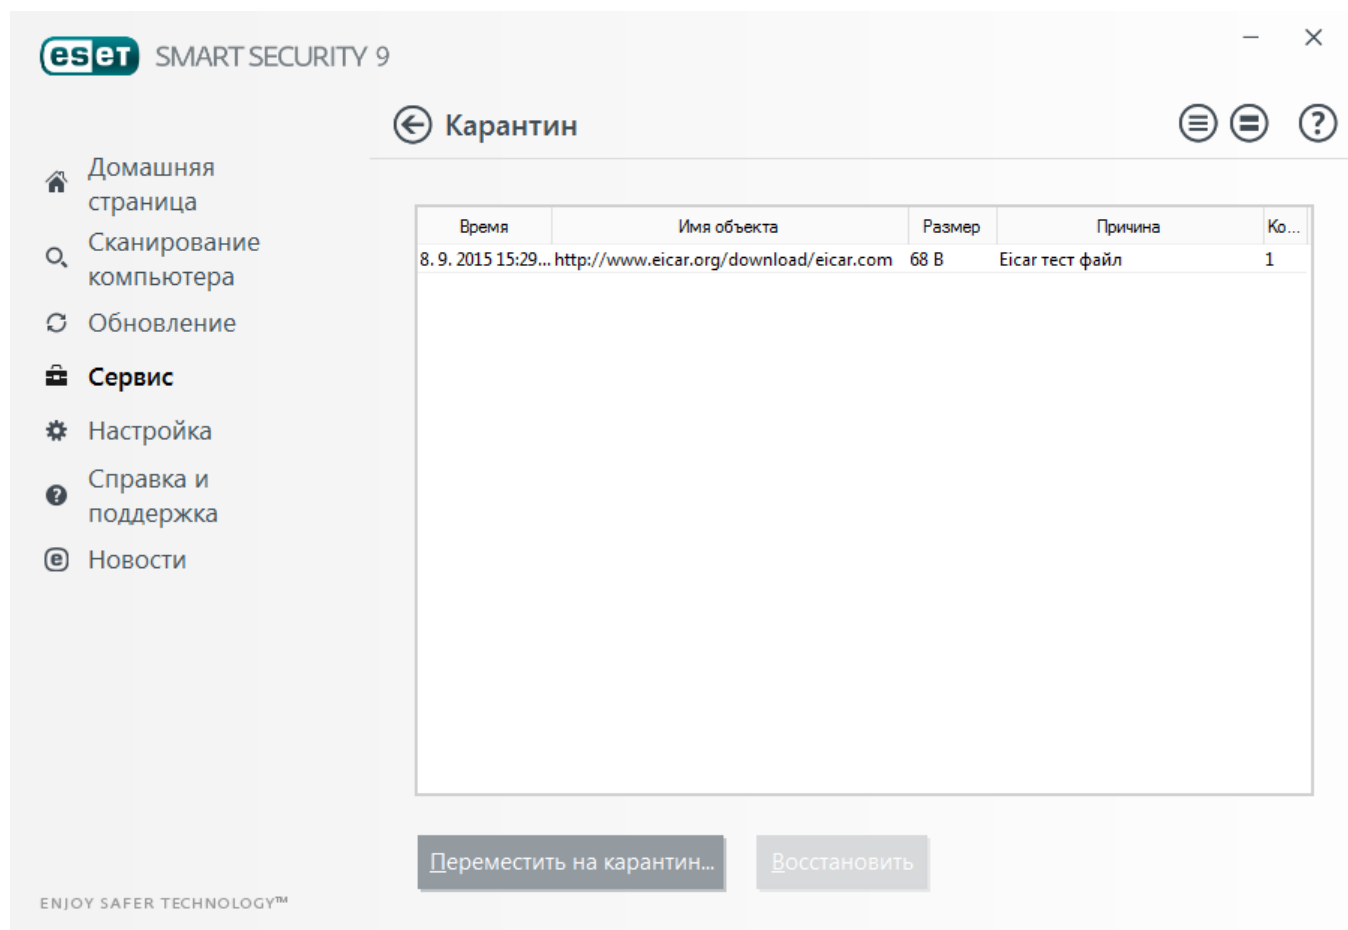 eset SMART SECURITY 9
Карантин
Домашняя
страница
Сканирование
компьютера
Обновление
Сервис
Настройка
Справка и
поддержка
Новости
Время Имя объекта Размер Причина Ко...
8. 9. 2015 15:29... http://www.eicar.org/download/eicar.com 68 B Eicar тест файл 1
Переместить на карантин... Восстановить
ENJOY SAFER TECHNOLOGY™